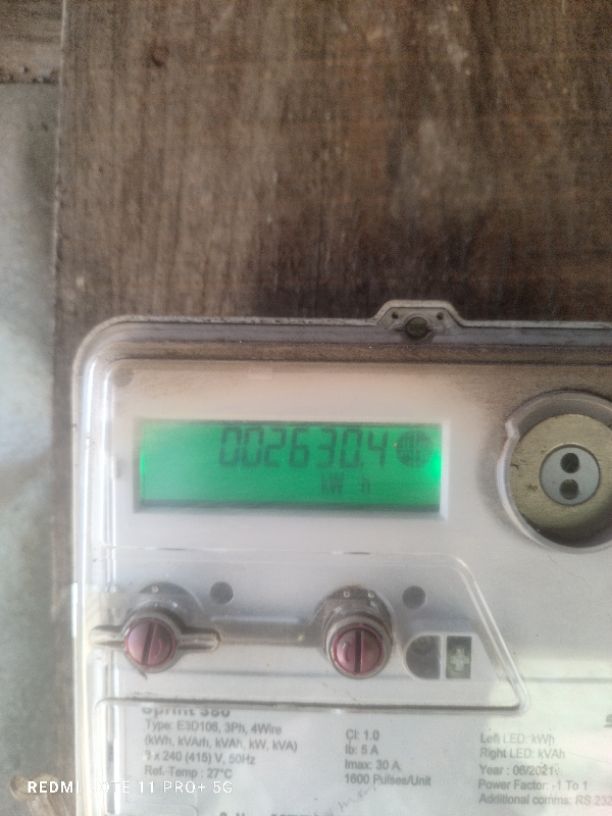 002630.4
kW h
Sprint 380
Type: E3D106, 3Ph, 4Wire
(kWh, kVArh, kVAh, kW, kVA)
3 x 240 (415) V, 50Hz
Ref. Temp : 27°C
Cl: 1.0
Ib: 5 A
Imax: 30 A
1600 Pulses/Unit
Left LED: kWh
Right LED: kVAh
Year : 06/2021
Power Factor: -1 To 1
Additional comms: RS 232
REDMI NOTE 11 PRO+ 5G